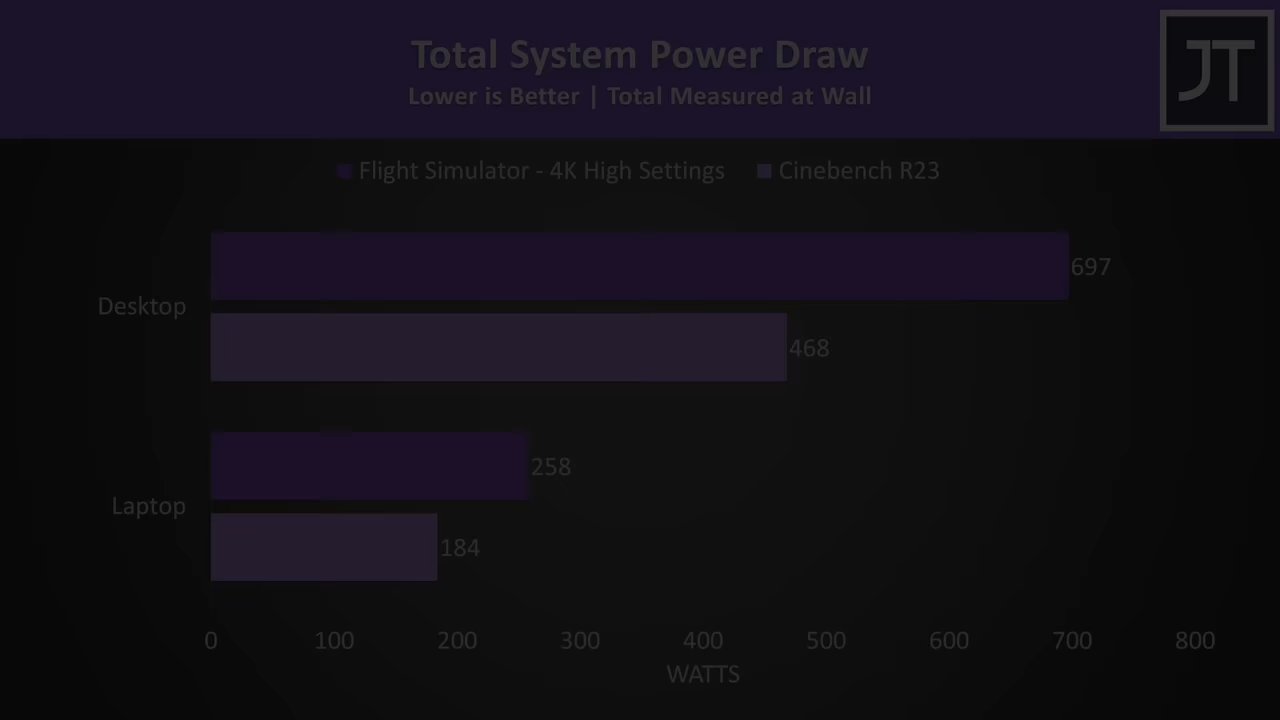 Total System Power Draw
Lower is Better | Total Measured at Wall
JT
Flight Simulator - 4K High Settings Cinebench R23
697
Desktop
468
258
Laptop
184
0 100 200 300 400 500 600 700 800
WATTS